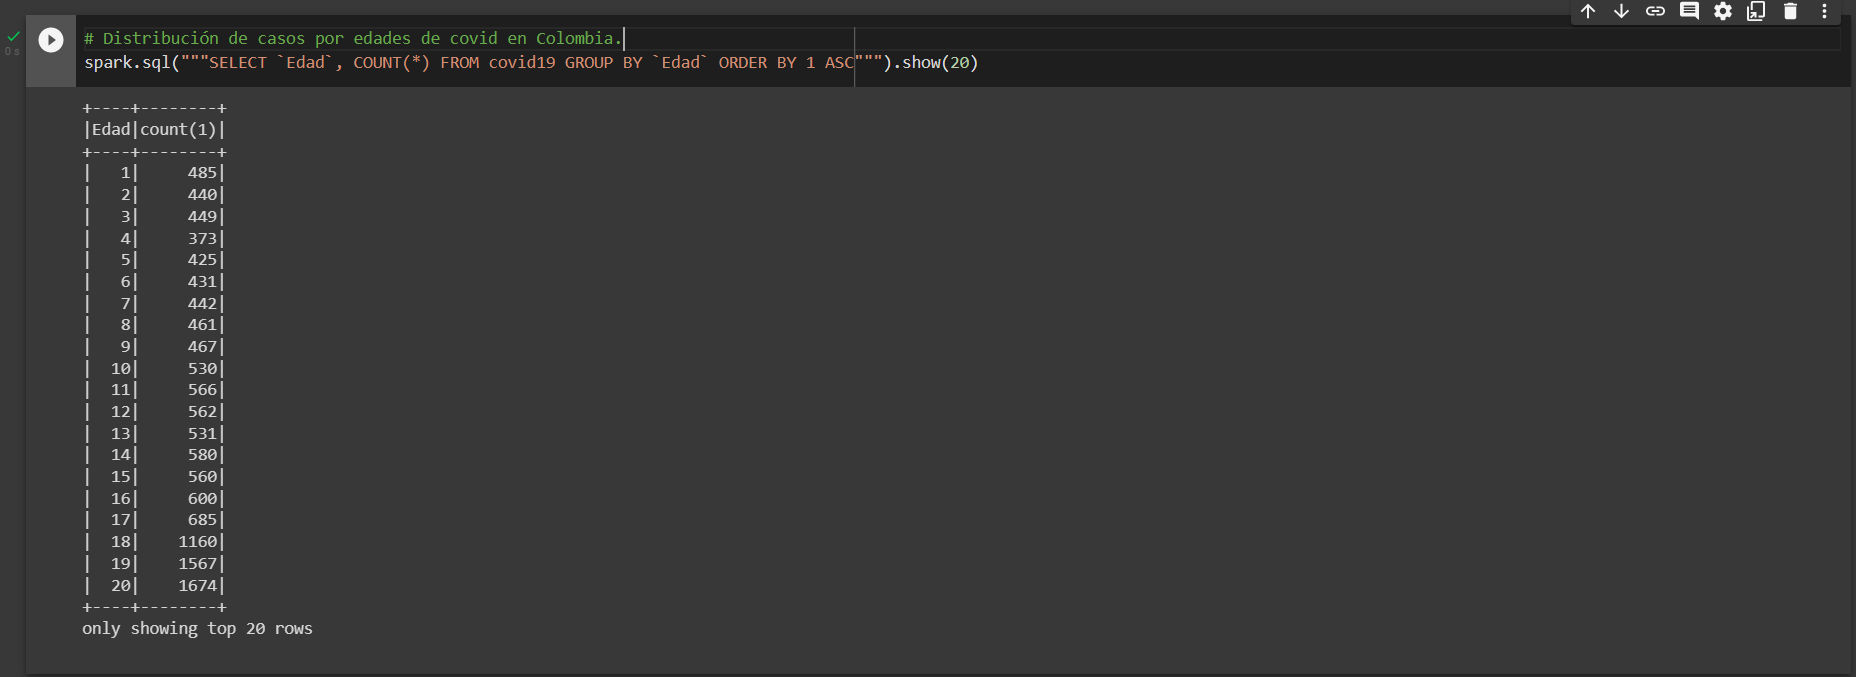 # Distribución de casos por edades de covid en Colombia.
0 s
spark.sql("""SELECT `Edad`, COUNT(*) FROM covid19 GROUP BY `Edad` ORDER BY 1 ASC""").show(20)
+----+--------+
|Edad|count(1)|
+----+--------+
|   1|     485|
|   2|     440|
|   3|     449|
|   4|     373|
|   5|     425|
|   6|     431|
|   7|     442|
|   8|     461|
|   9|     467|
|  10|     530|
|  11|     566|
|  12|     562|
|  13|     531|
|  14|     580|
|  15|     560|
|  16|     600|
|  17|     685|
|  18|    1160|
|  19|    1567|
|  20|    1674|
+----+--------+
only showing top 20 rows